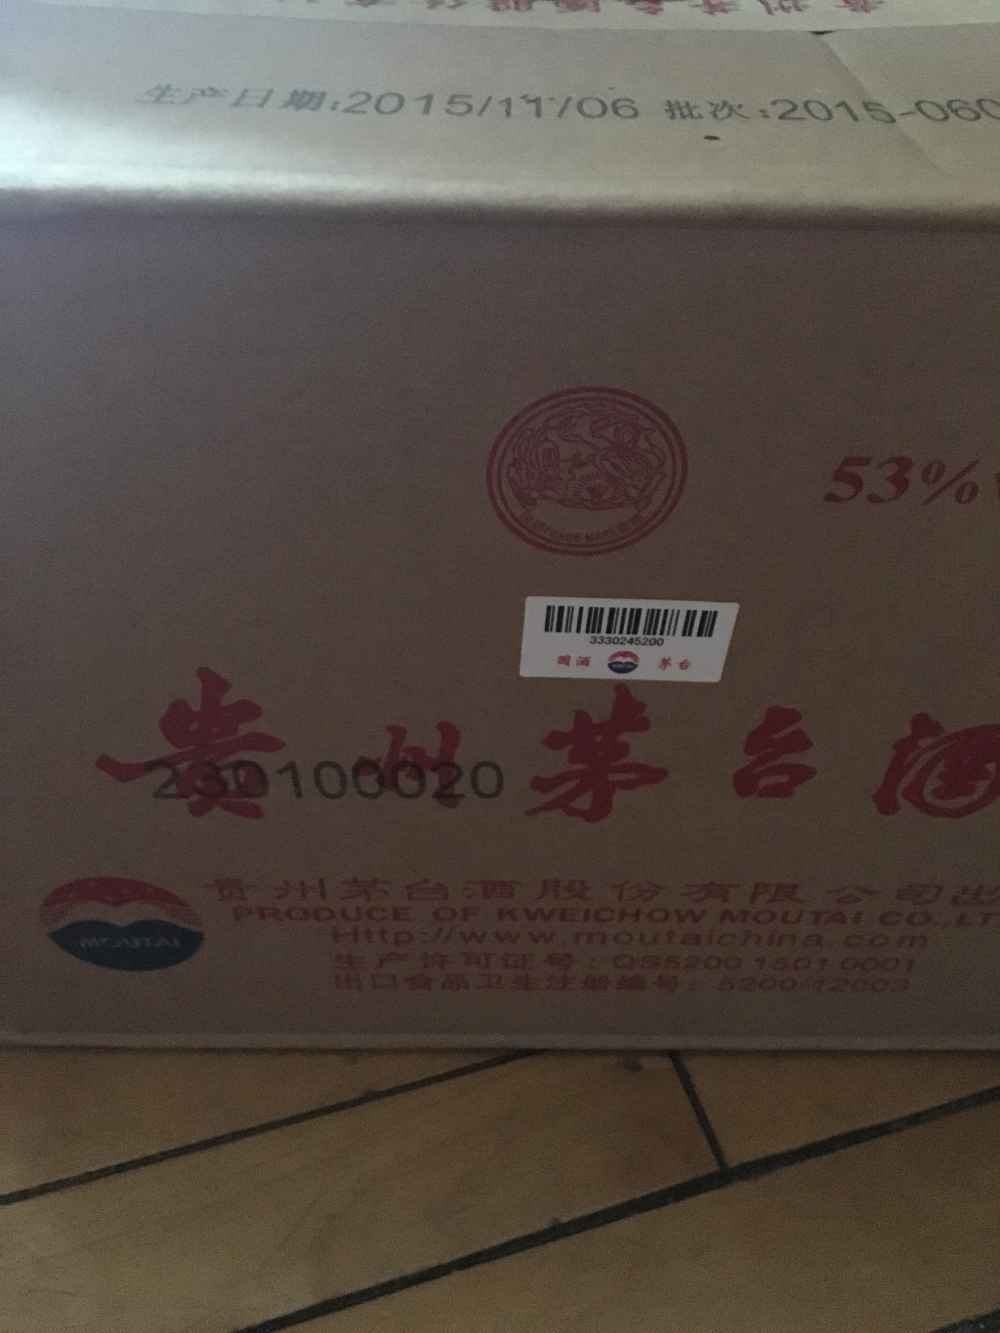 生产日期:2015/11/06 批次:2015-060
53%
3330245200
国酒 茅台
贵州茅台酒
230100020
MOUTAI
贵州茅台酒股份有限公司出
PRODUCE OF KWEICHOW MOUTAI CO.,LT
Http://www.moutaichina.com
生产许可证号: QS5200 1501 0001
出口食品卫生注册编号: 5200/12003